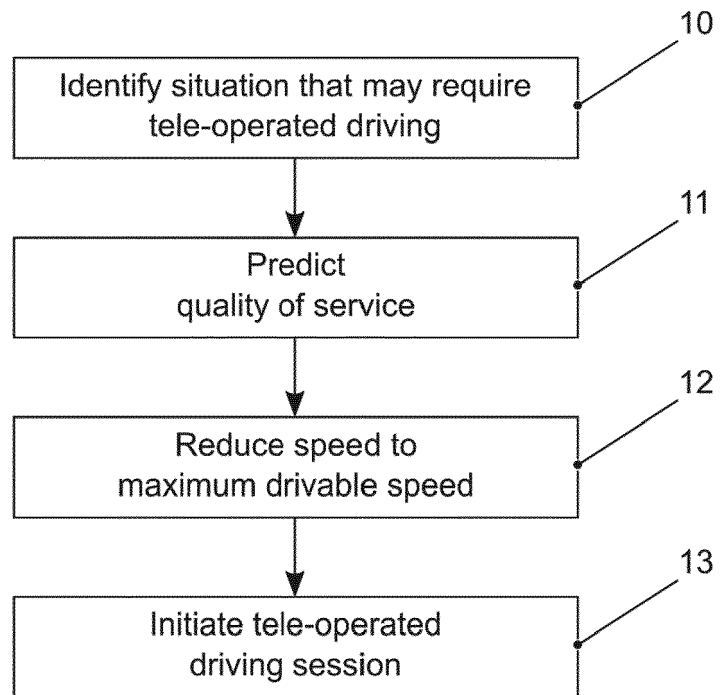 10
Identify situation that may require
tele-operated driving
11
Predict
quality of service
12
Reduce speed to
maximum drivable speed
13
Initiate tele-operated
driving session